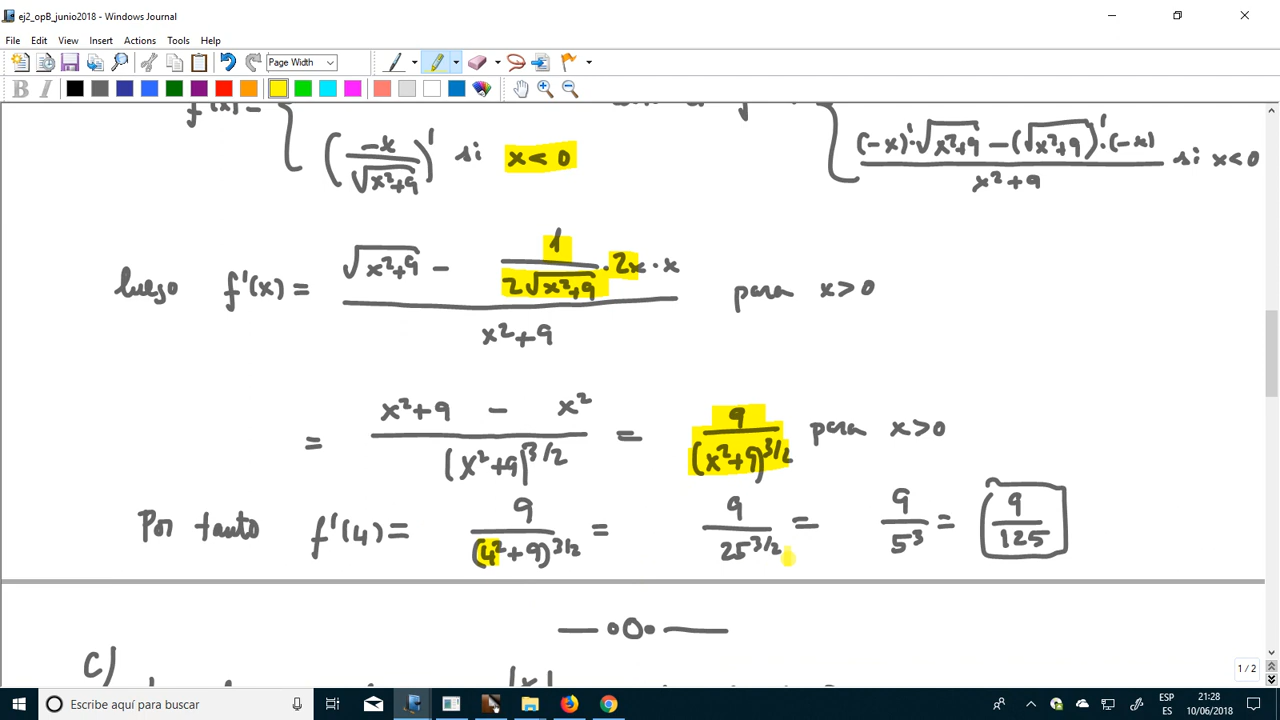 ej2_opB_junio2018 - Windows Journal
File Edit View Insert Actions Tools Help
Page Width
B I
f'(x) =
(-x/√(x²+9))' si x<0
((-x)'·√(x²+9) - (√(x²+9))'·(-x))/(x²+9) si x<0
luego f'(x) = (√(x²+9) - 1/(2√(x²+9))·2x·x)/(x²+9) para x>0
= (x²+9 - x²)/(x²+9)^3/2 = 9/(x²+9)^3/2 para x>0
Por tanto f'(4) = 9/(4²+9)^3/2 = 9/25^3/2 = 9/5³ = 9/125
—o0o—
c)
|x|
1 / 2
Escribe aquí para buscar
ESP
ES
21:28
10/06/2018